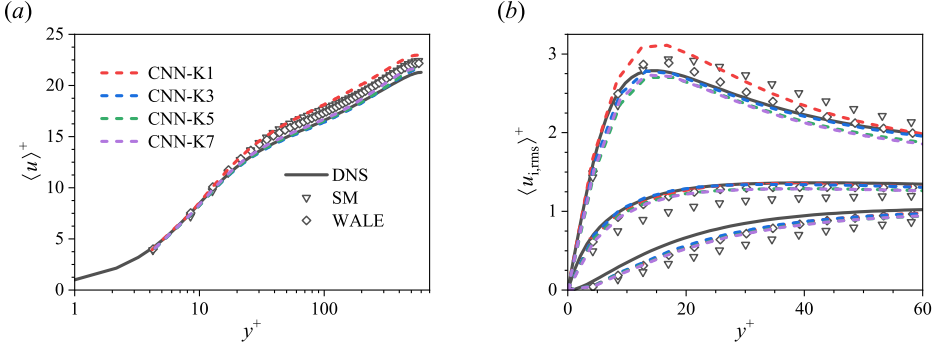 (a)
25
20
15
10
5
0
1
10
100
⟨u⟩⁺
y⁺
CNN-K1
CNN-K3
CNN-K5
CNN-K7
DNS
SM
WALE
(b)
3
2
1
0
0
20
40
60
⟨u_{i,rms}⟩⁺
y⁺